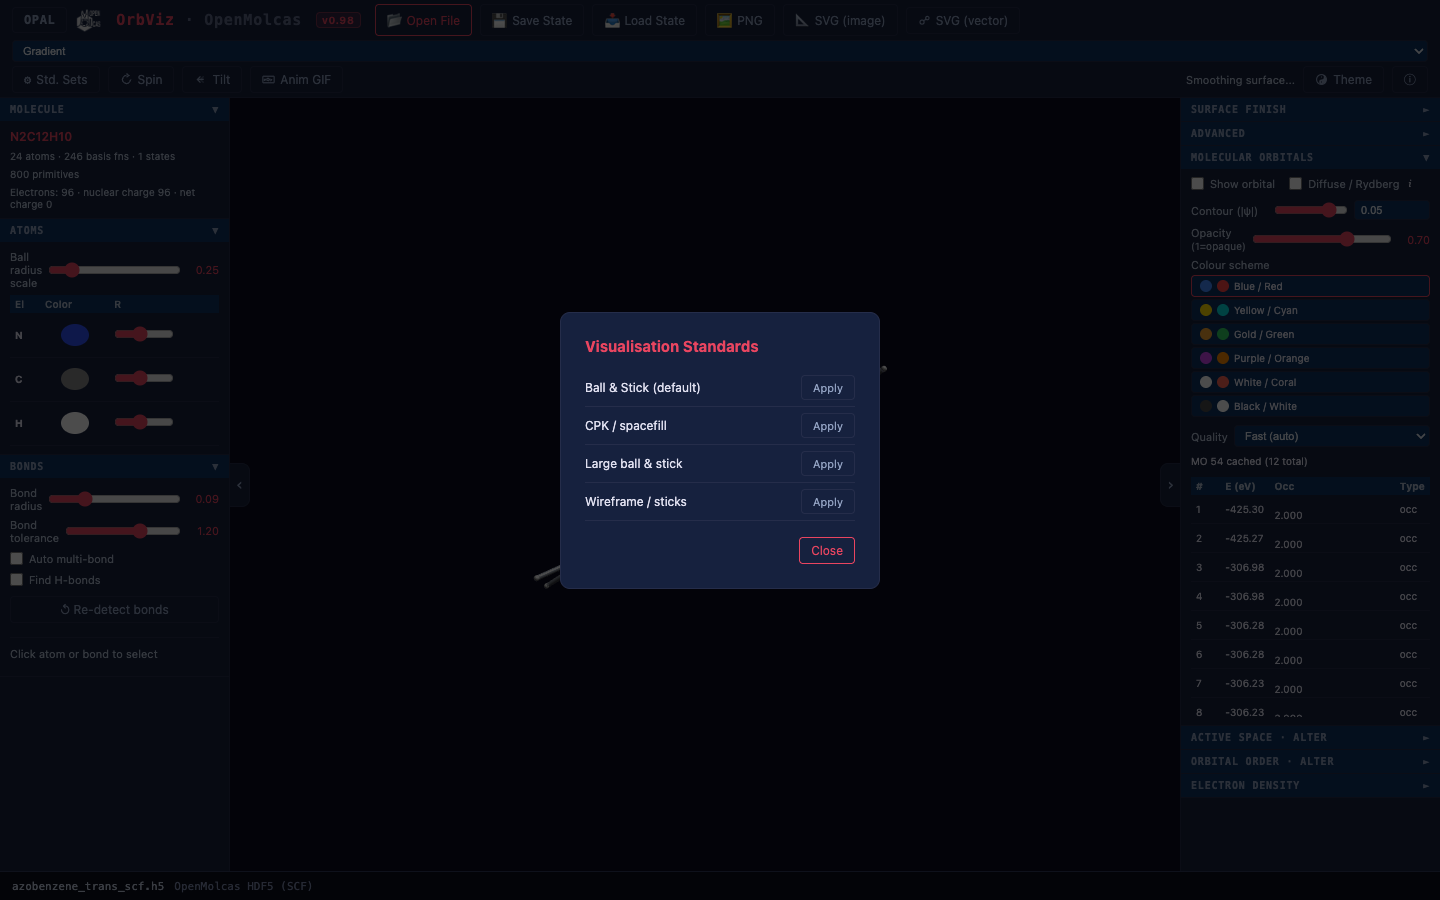 OPAL
OrbViz · OpenMolcas v0.98
Open File
Save State
Load State
PNG
SVG (image)
SVG (vector)
Gradient
Std. Sets
Spin
Tilt
Anim GIF
Smoothing surface...
Theme
MOLECULE
N2C12H10
24 atoms · 246 basis fns · 1 states
800 primitives
Electrons: 96 · nuclear charge 96 · net
charge 0
ATOMS
Ball
radius
scale
0.25
El Color R
N
C
H
BONDS
Bond
radius
0.09
Bond
tolerance
1.20
Auto multi-bond
Find H-bonds
Re-detect bonds
Click atom or bond to select
Visualisation Standards
Ball & Stick (default) Apply
CPK / spacefill Apply
Large ball & stick Apply
Wireframe / sticks Apply
Close
SURFACE FINISH
ADVANCED
MOLECULAR ORBITALS
Show orbital Diffuse / Rydberg i
Contour (|ψ|) 0.05
Opacity
(1=opaque)
0.70
Colour scheme
Blue / Red
Yellow / Cyan
Gold / Green
Purple / Orange
White / Coral
Black / White
Quality Fast (auto)
MO 54 cached (12 total)
# E (eV) Occ Type
1 -425.30 2.000 occ
2 -425.27 2.000 occ
3 -306.98 2.000 occ
4 -306.98 2.000 occ
5 -306.28 2.000 occ
6 -306.28 2.000 occ
7 -306.23 2.000 occ
8 -306.23 2.000 occ
ACTIVE SPACE · ALTER
ORBITAL ORDER · ALTER
ELECTRON DENSITY
azobenzene_trans_scf.h5 OpenMolcas HDF5 (SCF)